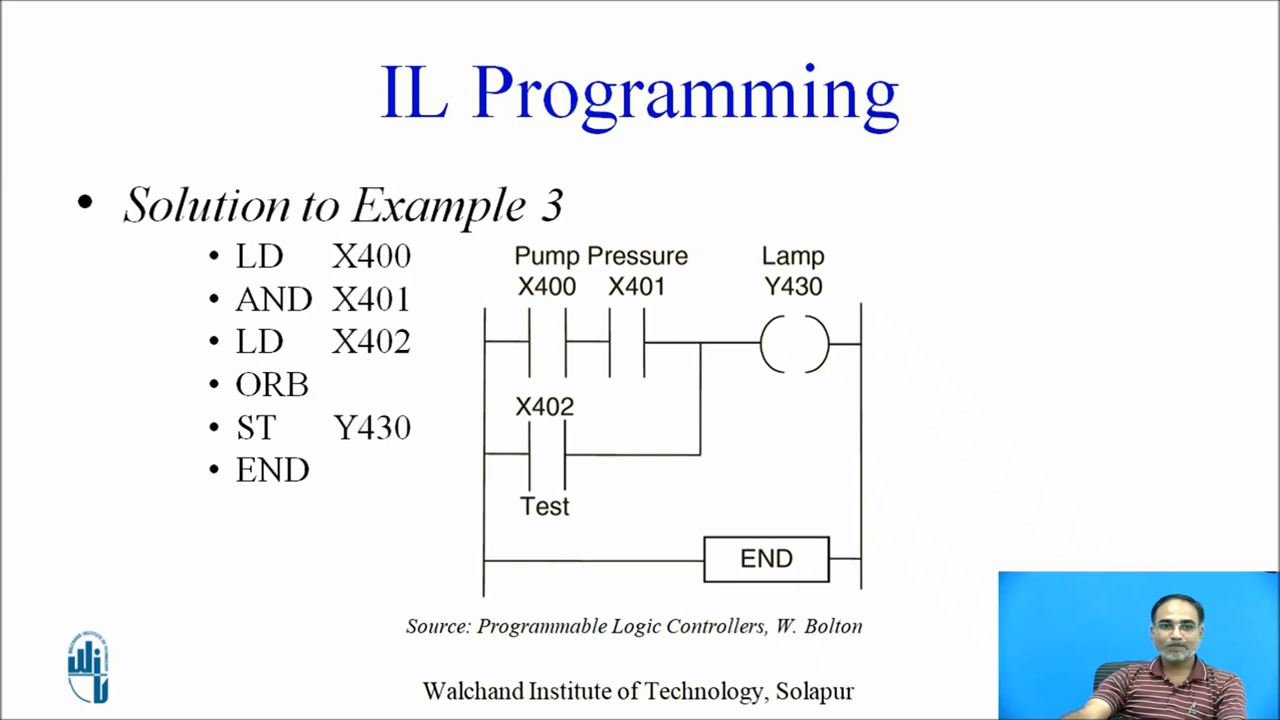 IL Programming
• Solution to Example 3
• LD X400
• AND X401
• LD X402
• ORB
• ST Y430
• END
Pump Pressure Lamp
X400 X401 Y430
X402
Test
END
Source: Programmable Logic Controllers, W. Bolton
Walchand Institute of Technology, Solapur